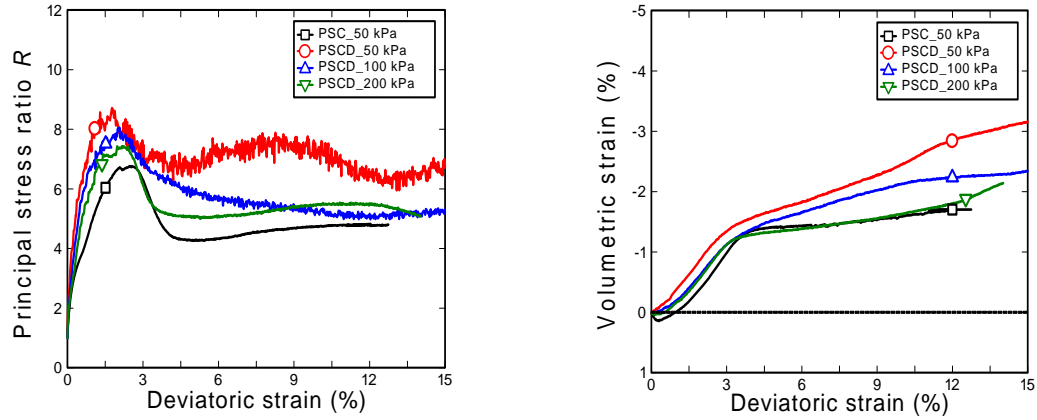 Principal stress ratio R
14
12
10
8
6
4
2
0
PSC_50 kPa
PSCD_50 kPa
PSCD_100 kPa
PSCD_200 kPa
0 3 6 9 12 15
Deviatoric strain (%)
Volumetric strain (%)
-5
-4
-3
-2
-1
0
1
PSC_50 kPa
PSCD_50 kPa
PSCD_100 kPa
PSCD_200 kPa
0 3 6 9 12 15
Deviatoric strain (%)